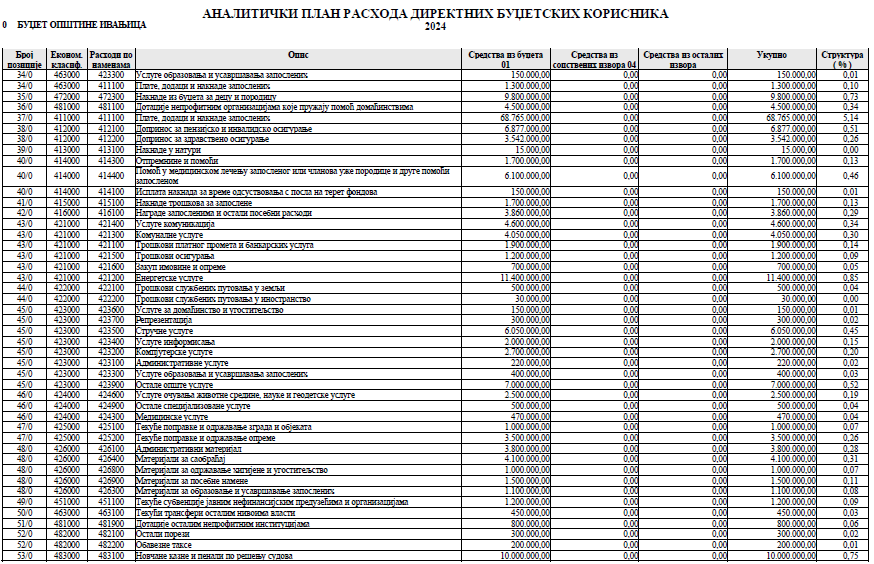 АНАЛИТИЧКИ ПЛАН РАСХОДА ДИРЕКТНИХ БУЏЕТСКИХ КОРИСНИКА
0 БУЏЕТ ОПШТИНЕ ИВАЊИЦА
2024
Број позиције Економ. класиф. Расходи по наменама Опис Средства из буџета 01 Средства из сопствених извора 04 Средства из осталих извора Укупно Структура ( % )
34/0 463000 423300 Услуге образовања и усавршавања запослених 150.000,00 0,00 0,00 150.000,00 0,01
34/0 463000 411100 Плате, додаци и накнаде запослених 1.300.000,00 0,00 0,00 1.300.000,00 0,10
35/0 472000 472300 Накнаде из буџета за децу и породицу 9.800.000,00 0,00 0,00 9.800.000,00 0,73
36/0 481000 481100 Дотације непрофитним организацијама које пружају помоћ домаћинствима 4.500.000,00 0,00 0,00 4.500.000,00 0,34
37/0 411000 411100 Плате, додаци и накнаде запослених 68.765.000,00 0,00 0,00 68.765.000,00 5,14
38/0 412000 412100 Допринос за пензијско и инвалидско осигурање 6.877.000,00 0,00 0,00 6.877.000,00 0,51
38/0 412000 412200 Допринос за здравствено осигурање 3.542.000,00 0,00 0,00 3.542.000,00 0,26
39/0 413000 413100 Накнаде у натури 15.000,00 0,00 0,00 15.000,00 0,00
40/0 414000 414300 Отпремнине и помоћи 1.700.000,00 0,00 0,00 1.700.000,00 0,13
40/0 414000 414400 Помоћ у медицинском лечењу запосленог или чланова уже породице и друге помоћи запосленом 6.100.000,00 0,00 0,00 6.100.000,00 0,46
40/0 414000 414100 Исплата накнада за време одсуствовања с посла на терет фондова 150.000,00 0,00 0,00 150.000,00 0,01
41/0 415000 415100 Накнаде трошкова за запослене 1.700.000,00 0,00 0,00 1.700.000,00 0,13
42/0 416000 416100 Награде запосленима и остали посебни расходи 3.860.000,00 0,00 0,00 3.860.000,00 0,29
43/0 421000 421400 Услуге комуникација 4.600.000,00 0,00 0,00 4.600.000,00 0,34
43/0 421000 421300 Комуналне услуге 4.050.000,00 0,00 0,00 4.050.000,00 0,30
43/0 421000 421100 Трошкови платног промета и банкарских услуга 1.900.000,00 0,00 0,00 1.900.000,00 0,14
43/0 421000 421500 Трошкови осигурања 1.200.000,00 0,00 0,00 1.200.000,00 0,09
43/0 421000 421600 Закуп имовине и опреме 700.000,00 0,00 0,00 700.000,00 0,05
43/0 421000 421200 Енергетске услуге 11.400.000,00 0,00 0,00 11.400.000,00 0,85
44/0 422000 422100 Трошкови службених путовања у земљи 500.000,00 0,00 0,00 500.000,00 0,04
44/0 422000 422200 Трошкови службених путовања у иностранство 30.000,00 0,00 0,00 30.000,00 0,00
45/0 423000 423600 Услуге за домаћинство и угоститељство 150.000,00 0,00 0,00 150.000,00 0,01
45/0 423000 423700 Репрезентација 300.000,00 0,00 0,00 300.000,00 0,02
45/0 423000 423500 Стручне услуге 6.050.000,00 0,00 0,00 6.050.000,00 0,45
45/0 423000 423400 Услуге информисања 2.000.000,00 0,00 0,00 2.000.000,00 0,15
45/0 423000 423200 Компјутерске услуге 2.700.000,00 0,00 0,00 2.700.000,00 0,20
45/0 423000 423100 Административне услуге 220.000,00 0,00 0,00 220.000,00 0,02
45/0 423000 423300 Услуге образовања и усавршавања запослених 400.000,00 0,00 0,00 400.000,00 0,03
45/0 423000 423900 Остале опште услуге 7.000.000,00 0,00 0,00 7.000.000,00 0,52
46/0 424000 424600 Услуге очувања животне средине, науке и геодетске услуге 2.500.000,00 0,00 0,00 2.500.000,00 0,19
46/0 424000 424900 Остале специјализоване услуге 500.000,00 0,00 0,00 500.000,00 0,04
46/0 424000 424300 Медицинске услуге 470.000,00 0,00 0,00 470.000,00 0,04
47/0 425000 425100 Текуће поправке и одржавање зграда и објеката 1.000.000,00 0,00 0,00 1.000.000,00 0,07
47/0 425000 425200 Текуће поправке и одржавање опреме 3.500.000,00 0,00 0,00 3.500.000,00 0,26
48/0 426000 426100 Административни материјал 3.800.000,00 0,00 0,00 3.800.000,00 0,28
48/0 426000 426400 Материјали за саобраћај 4.100.000,00 0,00 0,00 4.100.000,00 0,31
48/0 426000 426800 Материјали за одржавање хигијене и угоститељство 1.000.000,00 0,00 0,00 1.000.000,00 0,07
48/0 426000 426900 Материјали за посебне намене 1.500.000,00 0,00 0,00 1.500.000,00 0,11
48/0 426000 426300 Материјали за образовање и усавршавање запослених 1.100.000,00 0,00 0,00 1.100.000,00 0,08
49/0 451000 451100 Текуће субвенције јавним нефинансијским предузећима и организацијама 1.200.000,00 0,00 0,00 1.200.000,00 0,09
50/0 463000 463100 Текући трансфери осталим нивоима власти 450.000,00 0,00 0,00 450.000,00 0,03
51/0 481000 481900 Дотације осталим непрофитним институцијама 800.000,00 0,00 0,00 800.000,00 0,06
52/0 482000 482100 Остали порези 300.000,00 0,00 0,00 300.000,00 0,02
52/0 482000 482200 Обавезне таксе 200.000,00 0,00 0,00 200.000,00 0,01
53/0 483000 483100 Новчане казне и пенали по решењу судова 10.000.000,00 0,00 0,00 10.000.000,00 0,75